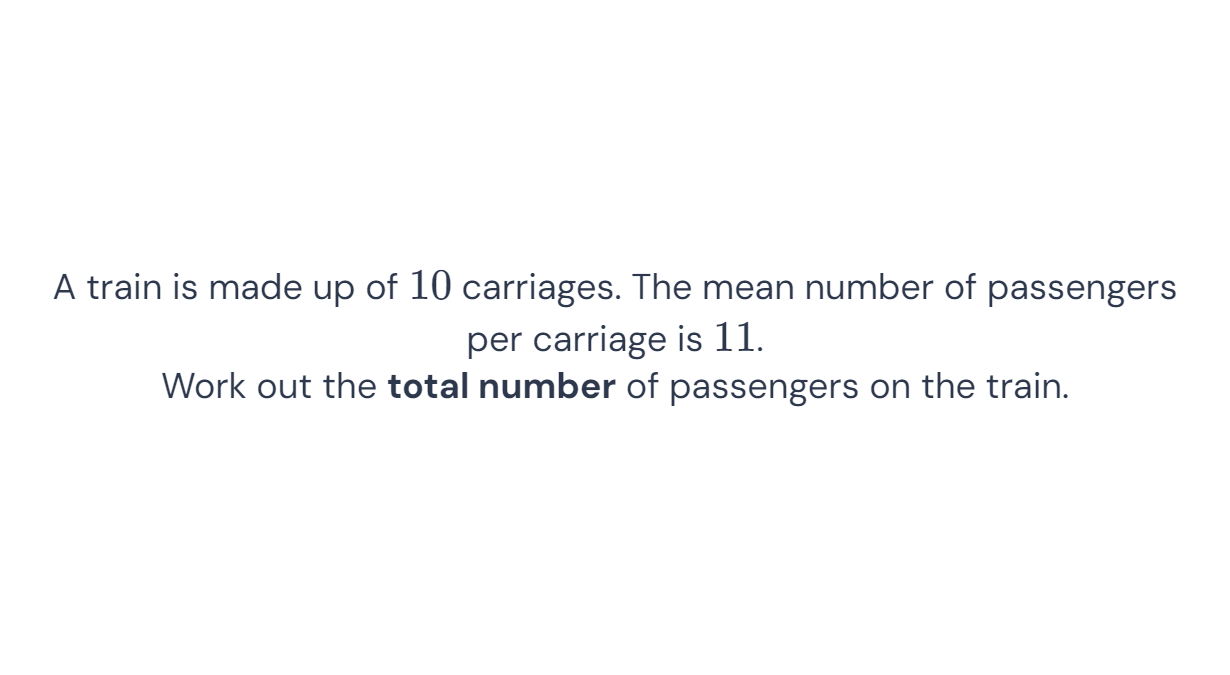 A train is made up of 10 carriages. The mean number of passengers
per carriage is 11.
Work out the total number of passengers on the train.